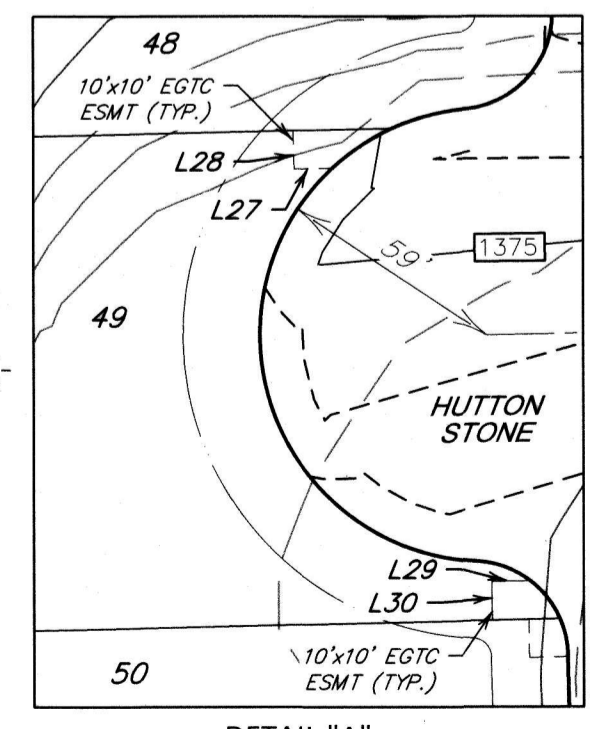 48
10'x10' EGTC
ESMT (TYP.)
L28
L27
59'
1375
49
HUTTON
STONE
L29
L30
10'x10' EGTC
ESMT (TYP.)
50
DETAIL "A"